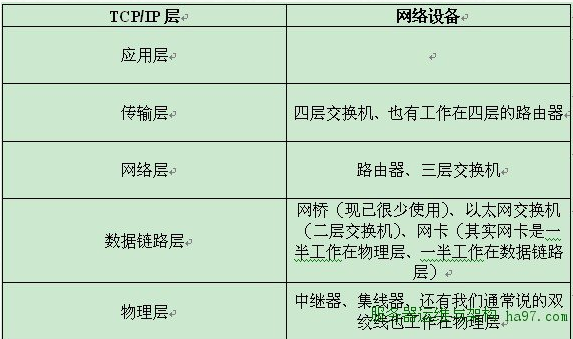 TCP/IP 层 网络设备
应用层
传输层 四层交换机、也有工作在四层的路由器
网络层 路由器、三层交换机
数据链路层
网桥（现已很少使用）、以太网交换机
（二层交换机）、网卡（其实网卡是一
半工作在物理层、一半工作在数据链路
层）
物理层
中继器、集线器、还有我们通常说的双
绞线也工作在物理层
服务器运维与架构 ha97.com